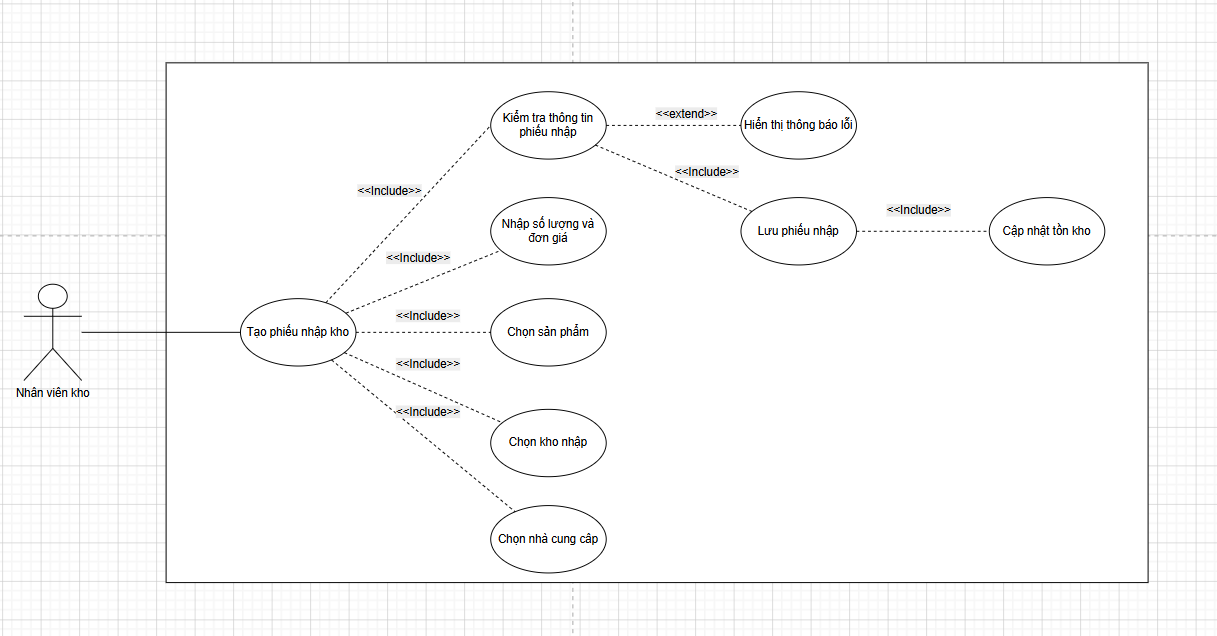 Kiểm tra thông tin
phiếu nhập
<<extend>>
Hiển thị thông báo lỗi
<<Include>>
<<Include>>
Nhập số lượng và
đơn giá
<<Include>>
Lưu phiếu nhập
<<Include>>
Cập nhật tồn kho
Tạo phiếu nhập kho
<<Include>>
Chọn sản phẩm
<<Include>>
Nhân viên kho
<<Include>>
Chọn kho nhập
Chọn nhà cung cấp